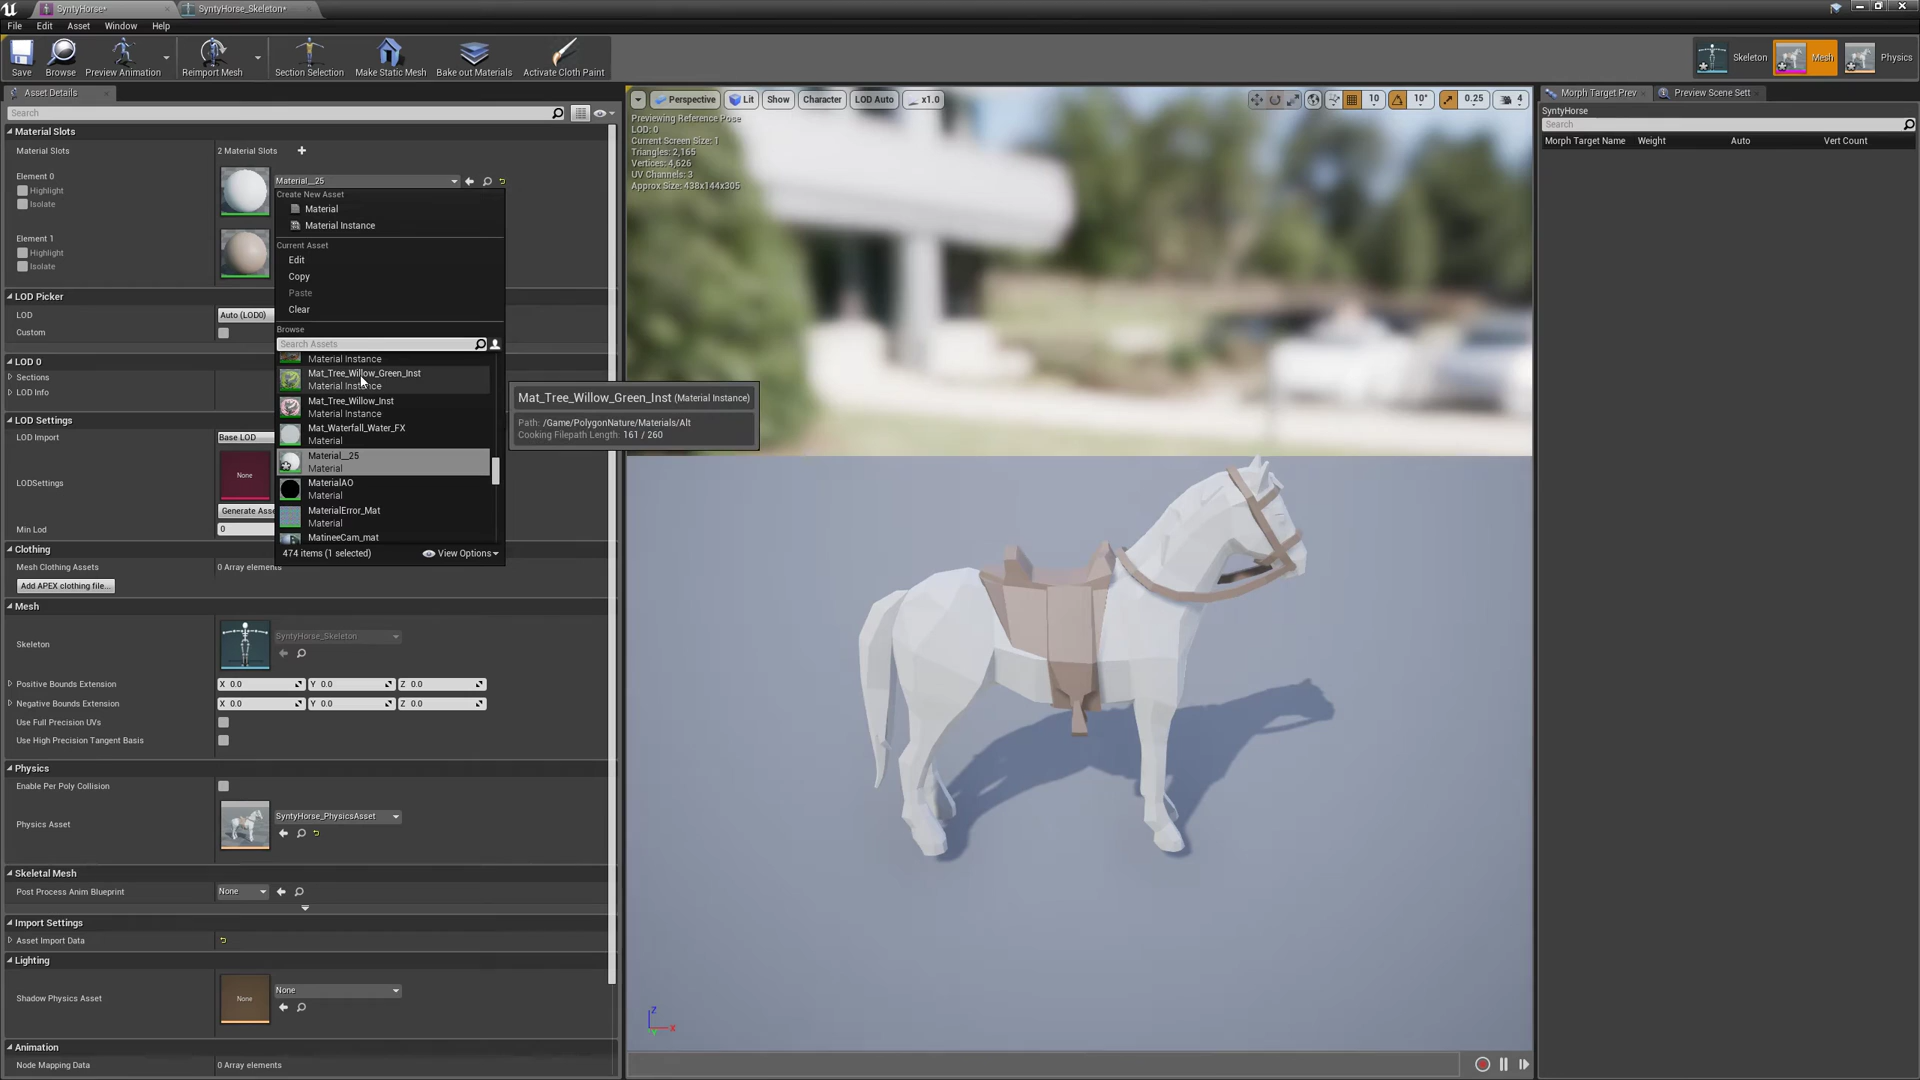 SyntyHorse*
SyntyHorse_Skeleton*
File Edit Asset Window Help
Save Browse Preview Animation Reimport Mesh Section Selection Make Static Mesh Bake out Materials Activate Cloth Paint
Skeleton Mesh Physics
Asset Details
Search
Material Slots
Material Slots 2 Material Slots
Element 0
Highlight
Isolate
Material__25
Element 1
Highlight
Isolate
Create New Asset
Material
Material Instance
Current Asset
Edit
Copy
Paste
Clear
Browse
Search Assets
Material Instance
Mat_Tree_Willow_Green_Inst
Material Instance
Mat_Tree_Willow_Inst
Material Instance
Mat_Waterfall_Water_FX
Material
Material__25
Material
MaterialAO
Material
MaterialError_Mat
Material
MatineeCam_mat
474 items (1 selected) View Options
Mat_Tree_Willow_Green_Inst (Material Instance)
Path: /Game/PolygonNature/Materials/Alt
Cooking Filepath Length: 161 / 260
LOD Picker
LOD Auto (LOD0)
Custom
LOD 0
Sections
LOD Info
LOD Settings
LOD Import Base LOD
LODSettings None
Generate Asse
Min Lod 0
Clothing
Mesh Clothing Assets 0 Array elements
Add APEX clothing file...
Mesh
Skeleton SyntyHorse_Skeleton
Positive Bounds Extension X 0.0 Y 0.0 Z 0.0
Negative Bounds Extension X 0.0 Y 0.0 Z 0.0
Use Full Precision UVs
Use High Precision Tangent Basis
Physics
Enable Per Poly Collision
Physics Asset SyntyHorse_PhysicsAsset
Skeletal Mesh
Post Process Anim Blueprint None
Import Settings
Asset Import Data
Lighting
Shadow Physics Asset None None
Animation
Node Mapping Data 0 Array elements
Perspective Lit Show Character LOD Auto x1.0 10 10° 0.25 4
Previewing Reference Pose
LOD: 0
Current Screen Size: 1
Triangles: 2,165
Vertices: 4,626
UV Channels: 3
Approx Size: 438x144x305
Z
X
Morph Target Prev
Preview Scene Sett
SyntyHorse
Search
Morph Target Name Weight Auto Vert Count